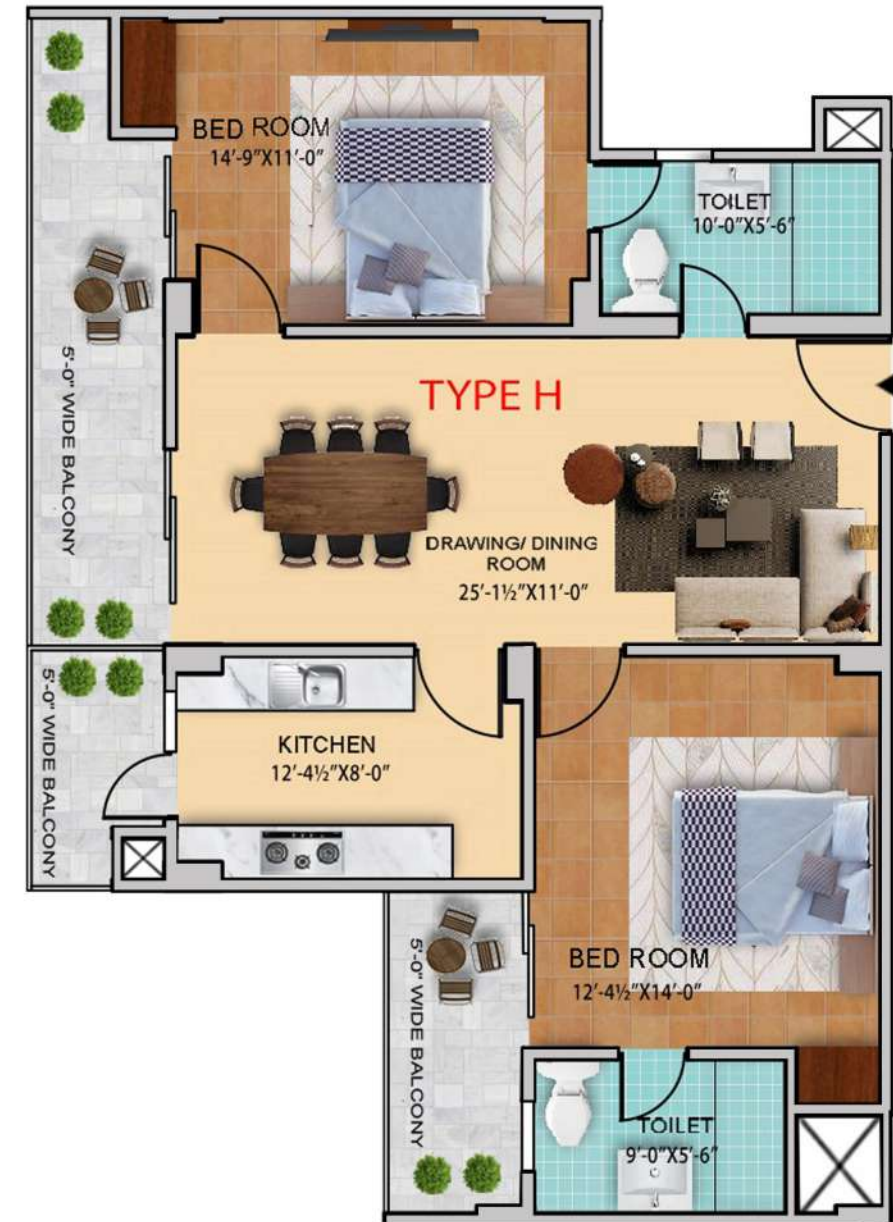 BED ROOM
14'-9"X11'-0"
TOILET
10'-0"X5'-6"
5'-0" WIDE BALCONY
TYPE H
DRAWING/ DINING
ROOM
25'-1½"X11'-0"
5'-0" WIDE BALCONY
KITCHEN
12'-4½"X8'-0"
BED ROOM
12'-4½"X14'-0"
5'-0" WIDE BALCONY
TOILET
9'-0"X5'-6"